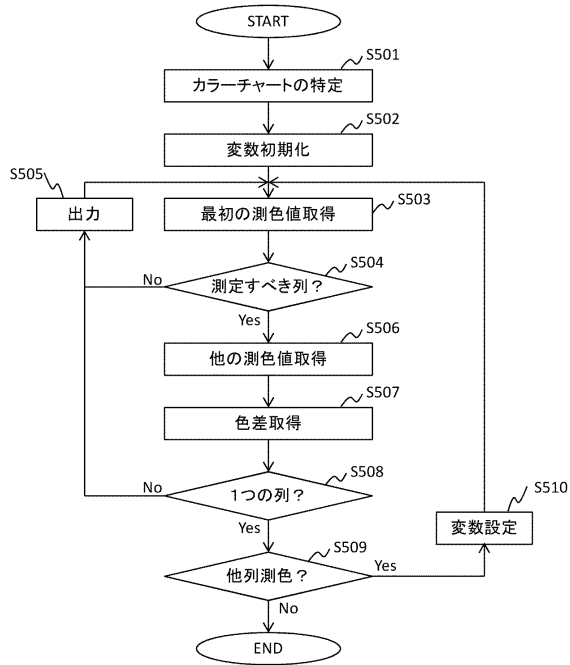 START
S501
カラーチャートの特定
S502
変数初期化
S505
出力
S503
最初の測色値取得
S504
測定すべき列？
No
Yes
S506
他の測色値取得
S507
色差取得
S508
1つの列？
No
Yes
S510
変数設定
S509
他列測色？
Yes
No
END